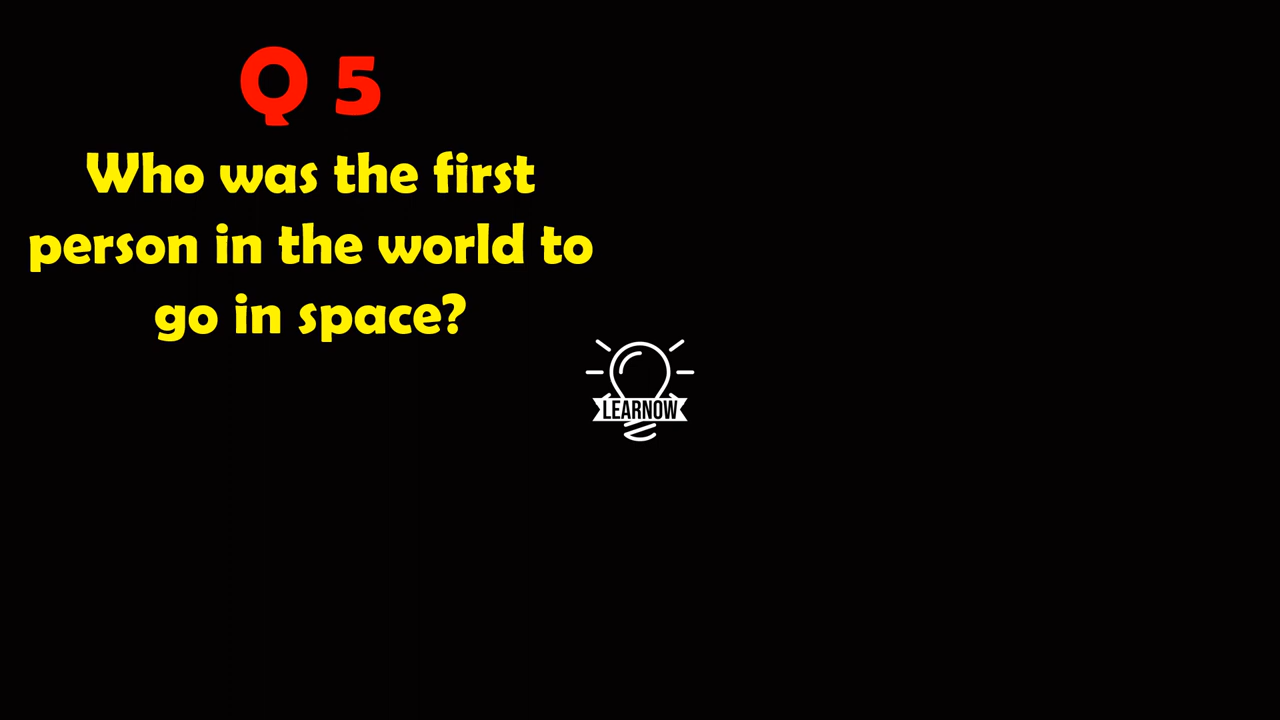 Q 5
Who was the first
person in the world to
go in space?
LEARNOW